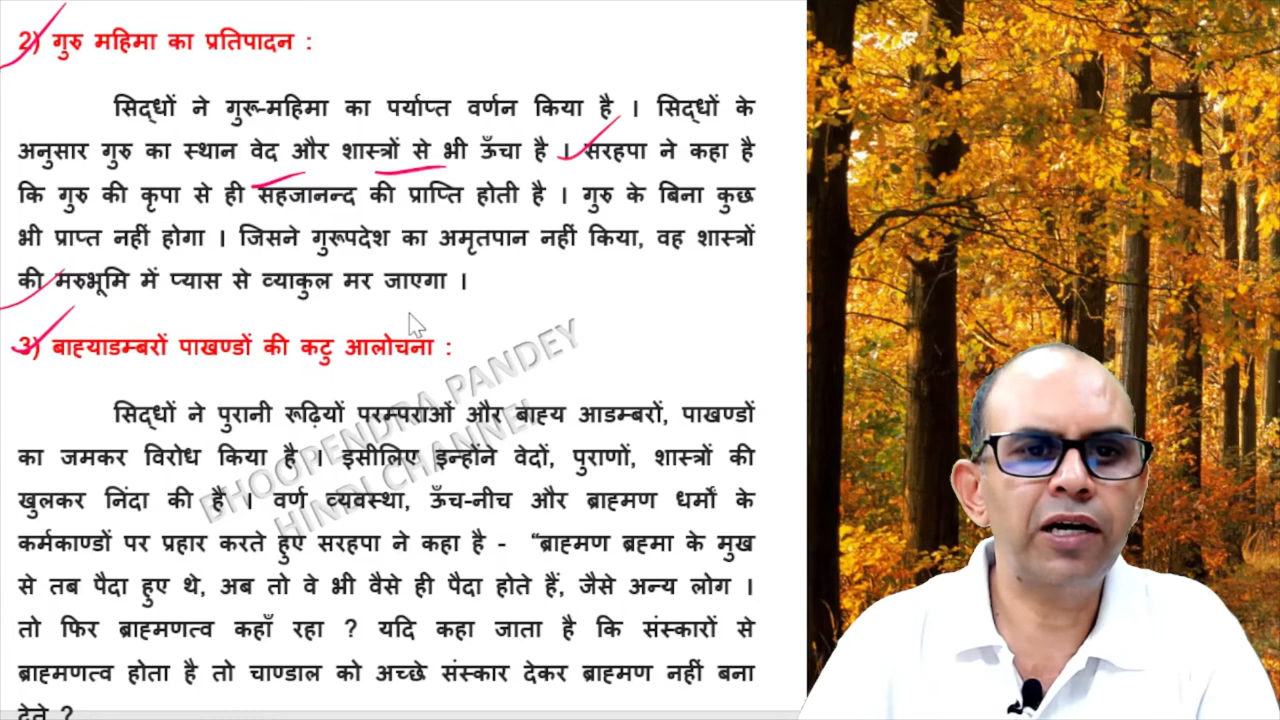 2) गुरु महिमा का प्रतिपादन :
सिद्धों ने गुरू-महिमा का पर्याप्त वर्णन किया है । सिद्धों के
अनुसार गुरु का स्थान वेद और शास्त्रों से भी ऊँचा है । सरहपा ने कहा है
कि गुरु की कृपा से ही सहजानन्द की प्राप्ति होती है । गुरु के बिना कुछ
भी प्राप्त नहीं होगा । जिसने गुरूपदेश का अमृतपान नहीं किया, वह शास्त्रों
की मरुभूमि में प्यास से व्याकुल मर जाएगा ।
3) बाह्याडम्बरों पाखण्डों की कटु आलोचना :
सिद्धों ने पुरानी रूढ़ियों परम्पराओं और बाह्य आडम्बरों, पाखण्डों
का जमकर विरोध किया है । इसीलिए इन्होंने वेदों, पुराणों, शास्त्रों की
खुलकर निंदा की है । वर्ण व्यवस्था, ऊँच-नीच और ब्राह्मण धर्मों के
कर्मकाण्डों पर प्रहार करते हुए सरहपा ने कहा है - “ब्राह्मण ब्रह्मा के मुख
से तब पैदा हुए थे, अब तो वे भी वैसे ही पैदा होते हैं, जैसे अन्य लोग ।
तो फिर ब्राह्मणत्व कहाँ रहा ? यदि कहा जाता है कि संस्कारों से
ब्राह्मणत्व होता है तो चाण्डाल को अच्छे संस्कार देकर ब्राह्मण नहीं बना
देते ?
BHOOPENDRA PANDEY
HINDI CHANNEL